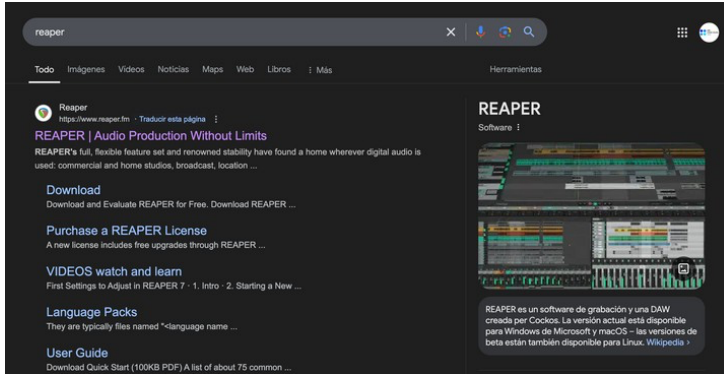 reaper
Todo Imágenes Videos Noticias Maps Web Libros Más
Herramientas
Reaper
https://www.reaper.fm · Traducir esta página
REAPER | Audio Production Without Limits
REAPER's full, flexible feature set and renowned stability have found a home wherever digital audio is
used: commercial and home studios, broadcast, location ...
Download
Download and Evaluate REAPER for Free. Download REAPER ...
Purchase a REAPER License
A new license includes free upgrades through REAPER ...
VIDEOS watch and learn
First Settings to Adjust in REAPER 7 · 1. Intro · 2. Starting a New ...
Language Packs
They are typically files named "<language name ...
User Guide
Download Quick Start (100KB PDF) A list of about 75 common ...
REAPER
Software
REAPER es un software de grabación y una DAW
creada por Cockos. La versión actual está disponible
para Windows de Microsoft y macOS – las versiones de
beta están también disponible para Linux. Wikipedia >